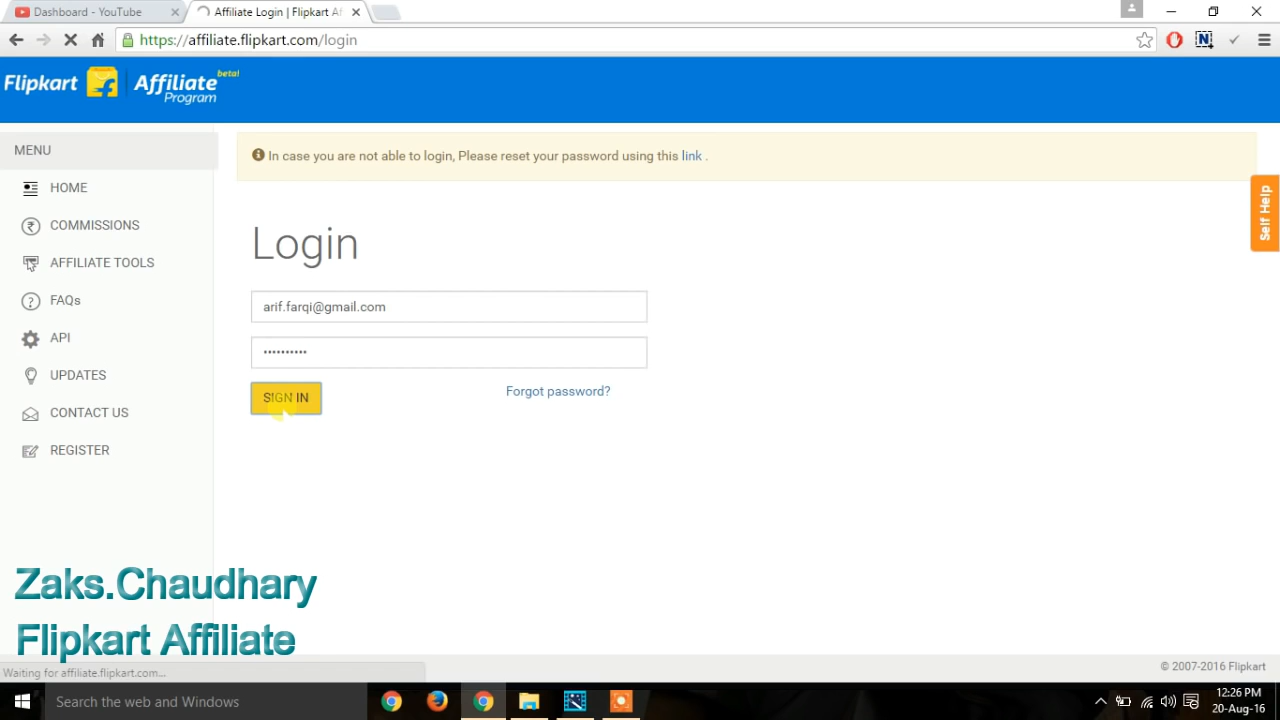 Dashboard - YouTube
Affiliate Login | Flipkart Af
https://affiliate.flipkart.com/login
Flipkart Affiliate beta!
Program
MENU
HOME
COMMISSIONS
AFFILIATE TOOLS
FAQs
API
UPDATES
CONTACT US
REGISTER
In case you are not able to login, Please reset your password using this link .
Login
arif.farqi@gmail.com
••••••••••
SIGN IN
Forgot password?
Self Help
Zaks.Chaudhary
Flipkart Affiliate
Waiting for affiliate.flipkart.com...
© 2007-2016 Flipkart
Search the web and Windows
12:26 PM
20-Aug-16